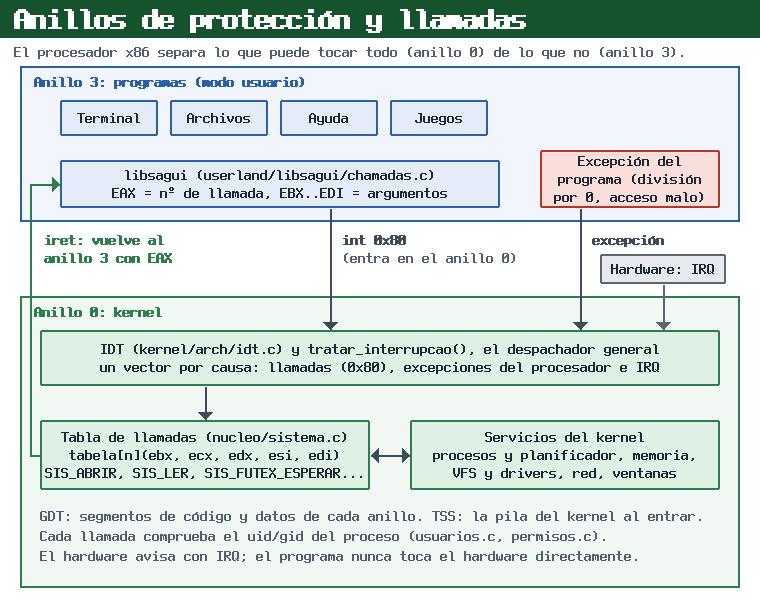 Anillos de protección y llamadas
El procesador x86 separa lo que puede tocar todo (anillo 0) de lo que no (anillo 3).
Anillo 3: programas (modo usuario)
Terminal
Archivos
Ayuda
Juegos
libsagui (userland/libsagui/chamadas.c)
EAX = nº de llamada, EBX..EDI = argumentos
Excepción del
programa (división
por 0, acceso malo)
iret: vuelve al
anillo 3 con EAX
int 0x80
(entra en el anillo 0)
excepción
Hardware: IRQ
Anillo 0: kernel
IDT (kernel/arch/idt.c) y tratar_interrupcao(), el despachador general
un vector por causa: llamadas (0x80), excepciones del procesador e IRQ
Tabla de llamadas (nucleo/sistema.c)
tabela[n](ebx, ecx, edx, esi, edi)
SIS_ABRIR, SIS_LER, SIS_FUTEX_ESPERAR...
Servicios del kernel
procesos y planificador, memoria,
VFS y drivers, red, ventanas
GDT: segmentos de código y datos de cada anillo. TSS: la pila del kernel al entrar.
Cada llamada comprueba el uid/gid del proceso (usuarios.c, permisos.c).
El hardware avisa con IRQ; el programa nunca toca el hardware directamente.